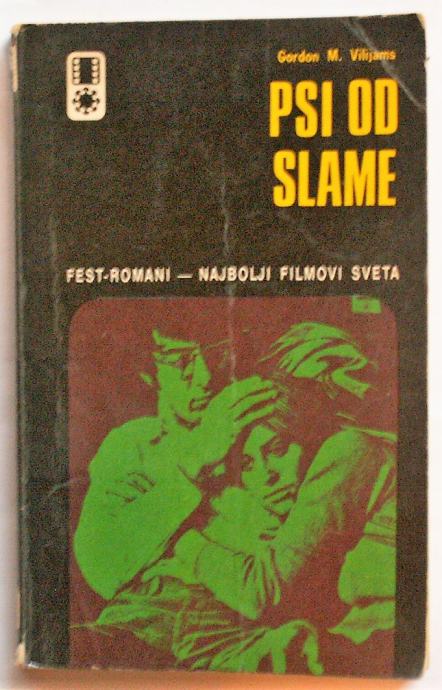 Gordon M. Vilijams
PSI OD
SLAME
FEST-ROMANI — NAJBOLJI FILMOVI SVETA